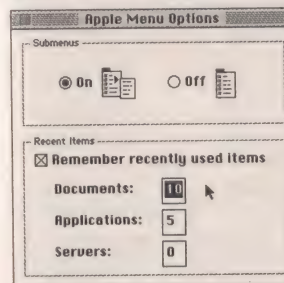 Apple Menu Options
Submenus
On Off
Recent Items
Remember recently used items
Documents: 10
Applications: 5
Servers: 0